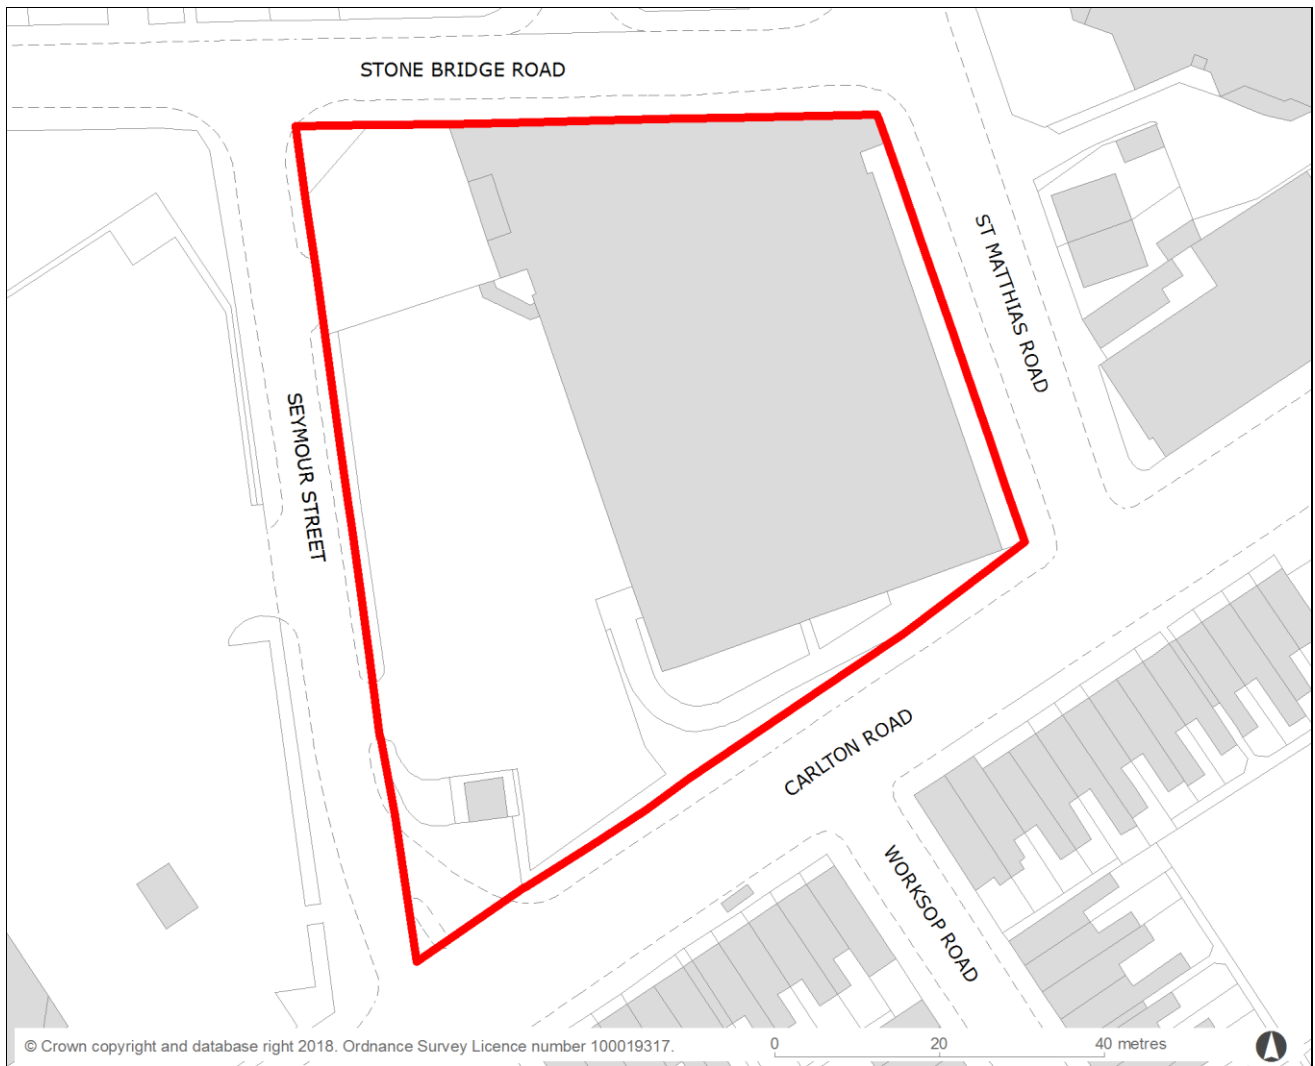 STONE BRIDGE ROAD
ST MATTHIAS ROAD
SEYMOUR STREET
CARLTON ROAD
WORKSOP ROAD
© Crown copyright and database right 2018. Ordnance Survey Licence number 100019317.
0 20 40 metres